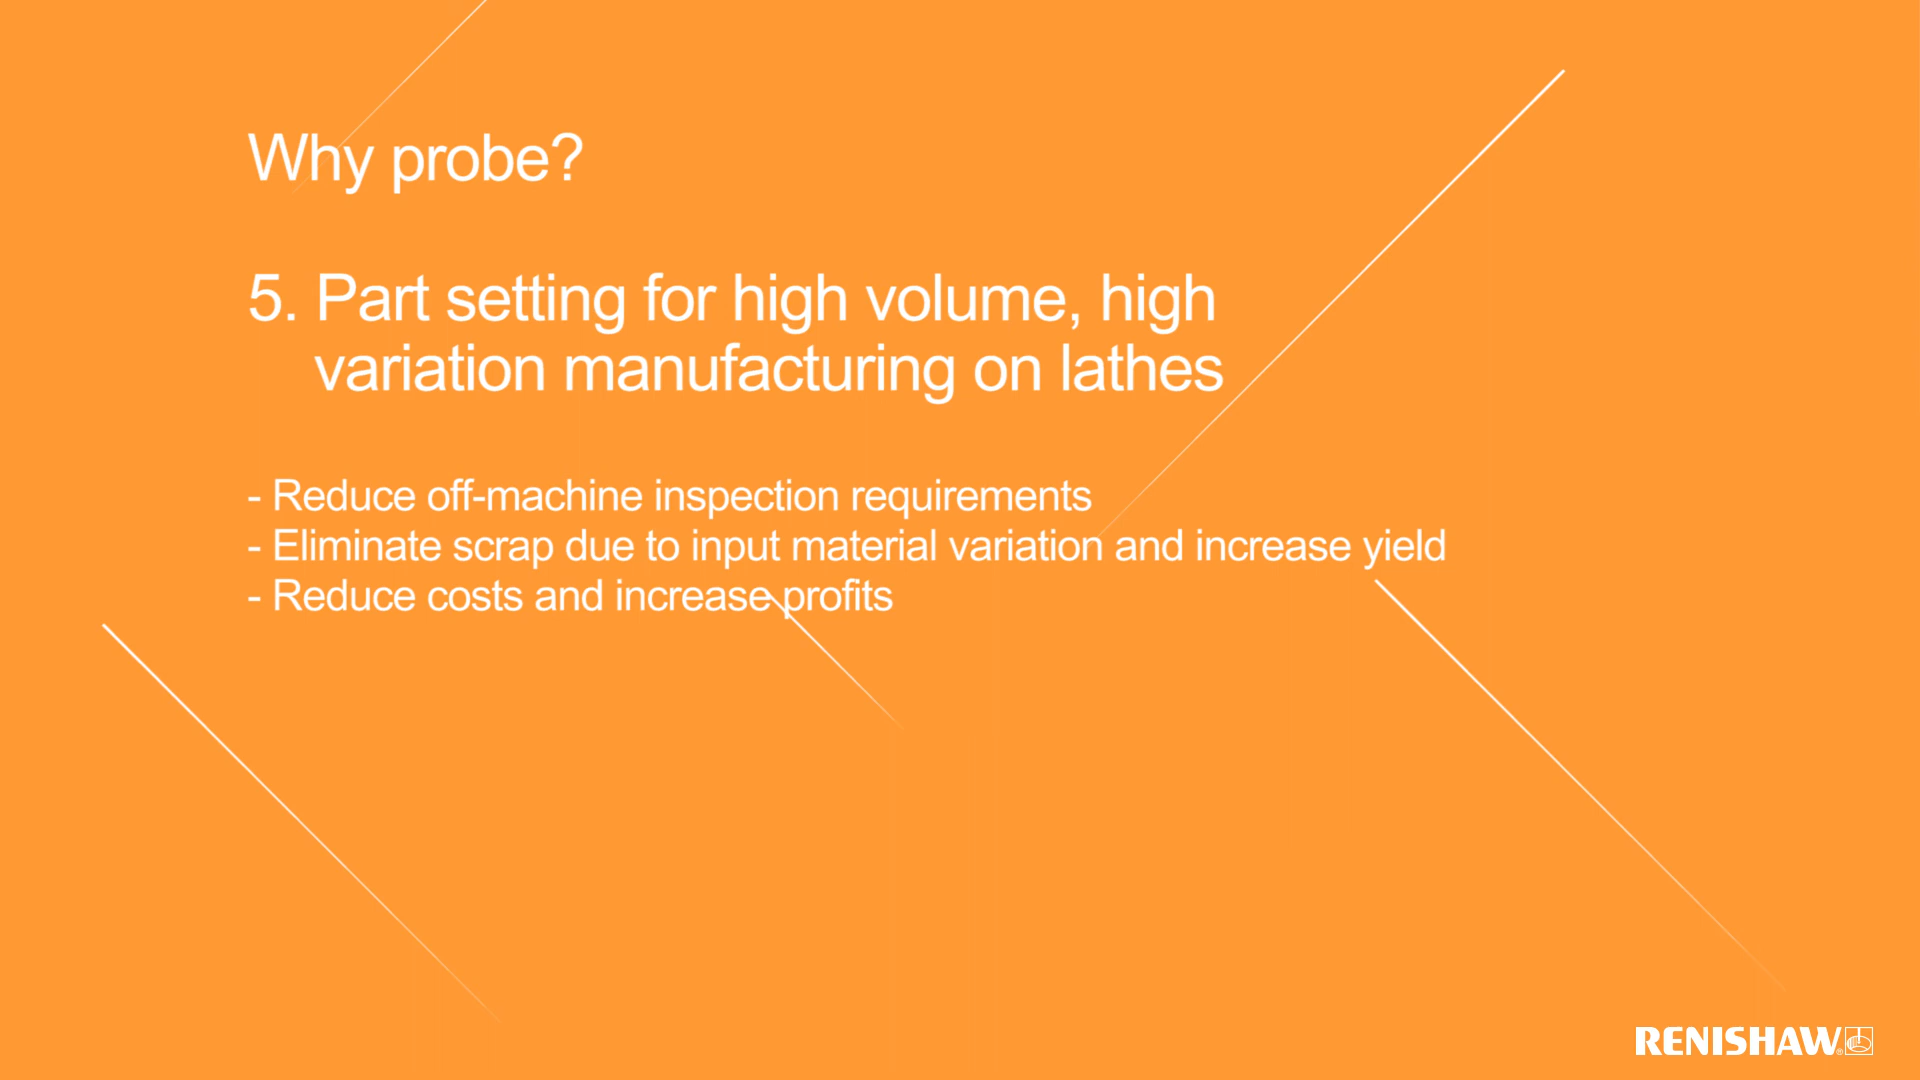 Why probe?
5. Part setting for high volume, high
variation manufacturing on lathes
- Reduce off-machine inspection requirements
- Eliminate scrap due to input material variation and increase yield
- Reduce costs and increase profits
RENISHAW®